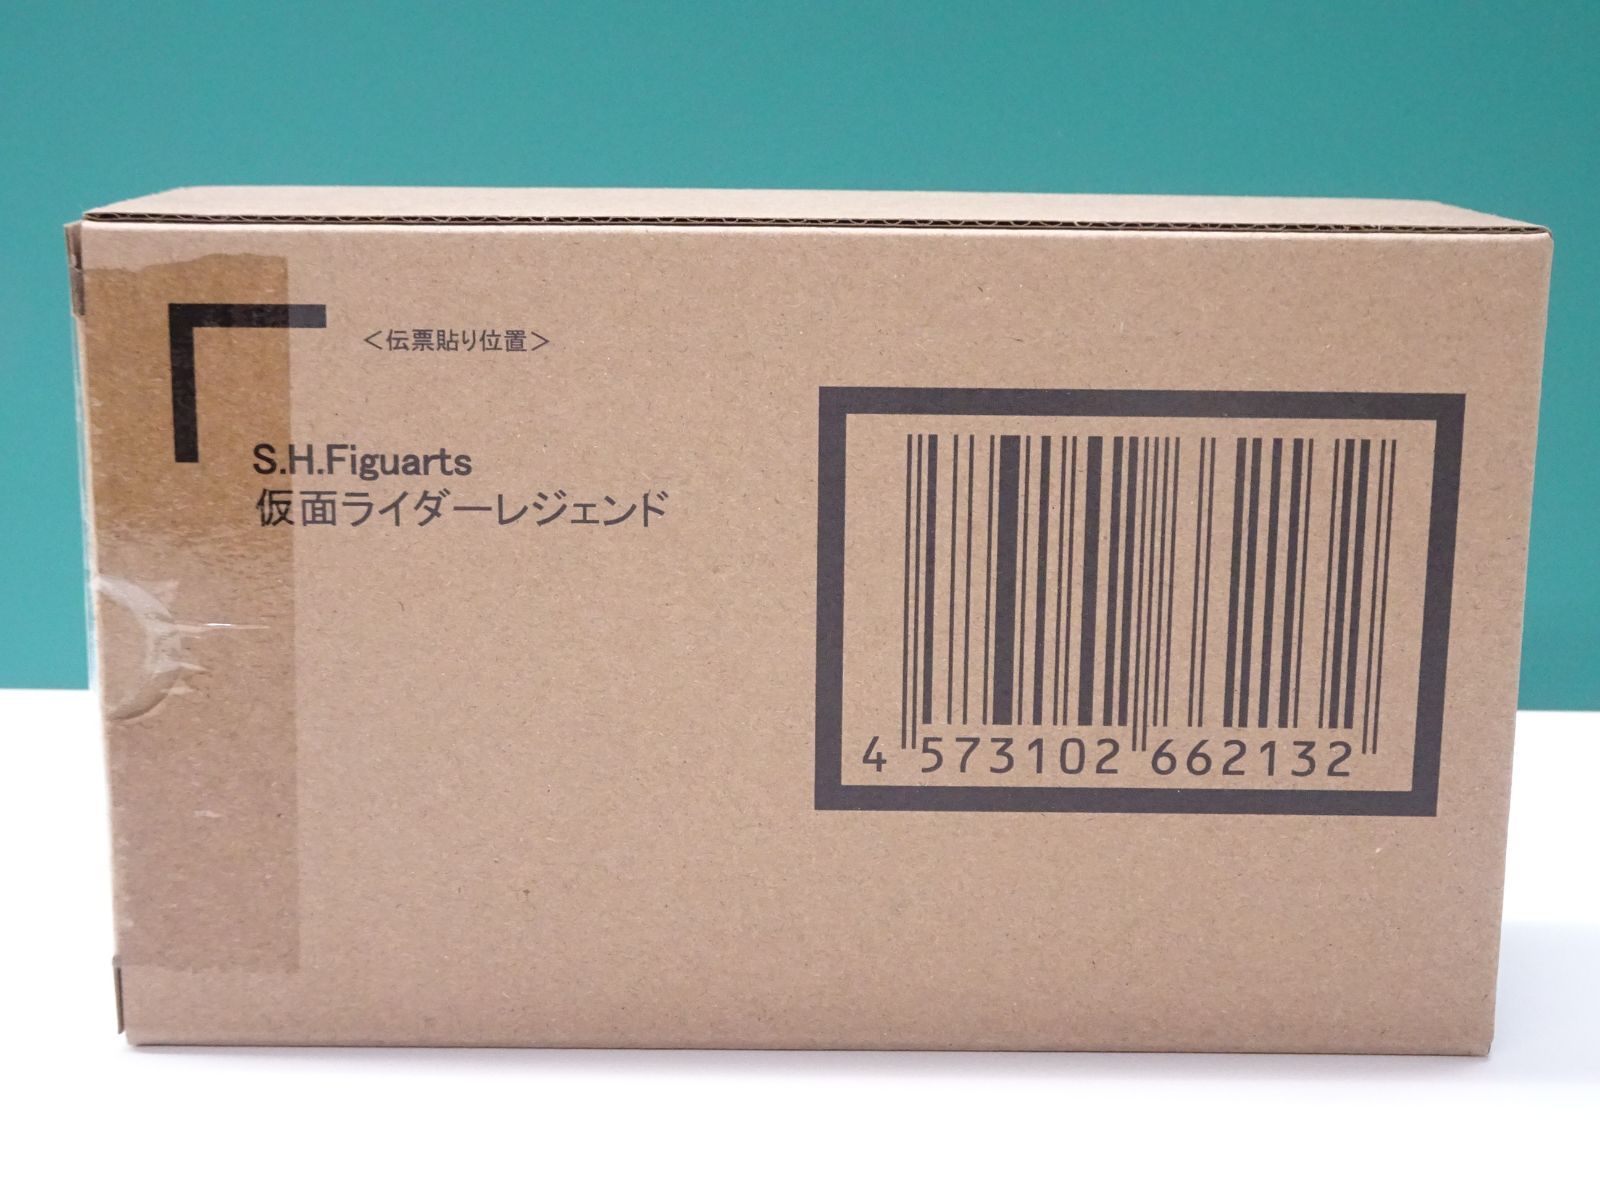 <伝票貼り位置>
S.H.Figuarts
仮面ライダーレジェンド
4 573102 662132